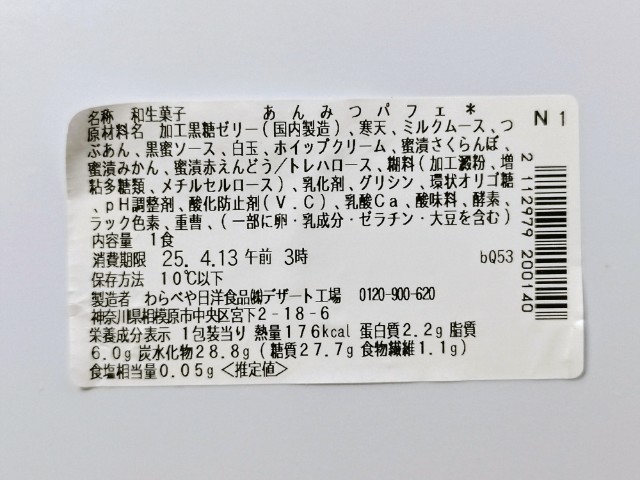 名称 和生菓子 あんみつパフェ＊
N 1
原材料名 加工黒糖ゼリー(国内製造)、寒天、ミルクムース、つ
ぶあん、黒蜜ソース、白玉、ホイップクリーム、蜜漬さくらんぼ、
蜜漬みかん、蜜漬赤えんどう/トレハロース、糊料(加工澱粉、増
粘多糖類、メチルセルロース)、乳化剤、グリシン、環状オリゴ糖
、pH調整剤、酸化防止剤(V.C)、乳酸Ca、酸味料、酵素、
ラック色素、重曹、(一部に卵・乳成分・ゼラチン・大豆を含む)
内容量 1食
消費期限 25. 4.13 午前 3時 bQ53
保存方法 10℃以下
製造者 わらべや日洋食品㈱デザート工場 0120-900-620
神奈川県相模原市中央区宮下2-18-6
栄養成分表示 1包装当り 熱量176kcal 蛋白質2.2g 脂質
6.0g 炭水化物28.8g(糖質27.7g 食物繊維1.1g)
食塩相当量0.05g<推定値>
2 112979 200140